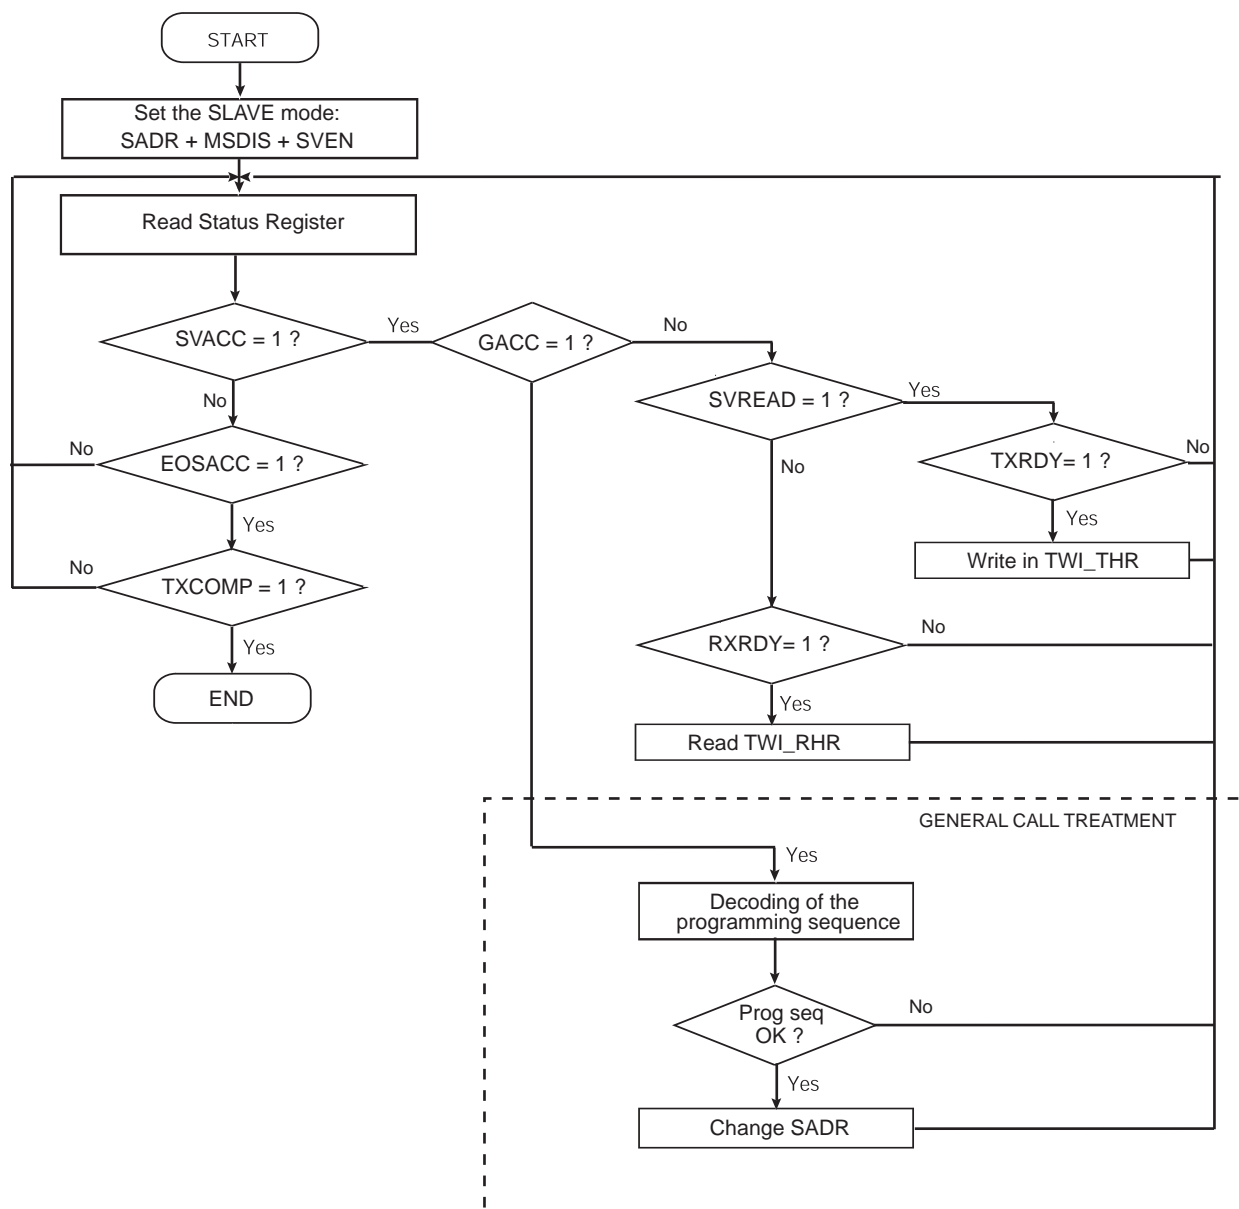 START
Set the SLAVE mode:
SADR + MSDIS + SVEN
Read Status Register
SVACC = 1 ?
Yes
GACC = 1 ?
No
SVREAD = 1 ?
Yes
No
EOSACC = 1 ?
No
TXRDY= 1 ?
No
No
Yes
Yes
Write in TWI_THR
TXCOMP = 1 ?
No
Yes
END
RXRDY= 1 ?
No
Yes
Read TWI_RHR
GENERAL CALL TREATMENT
Yes
Decoding of the
programming sequence
Prog seq
OK ?
No
Yes
Change SADR